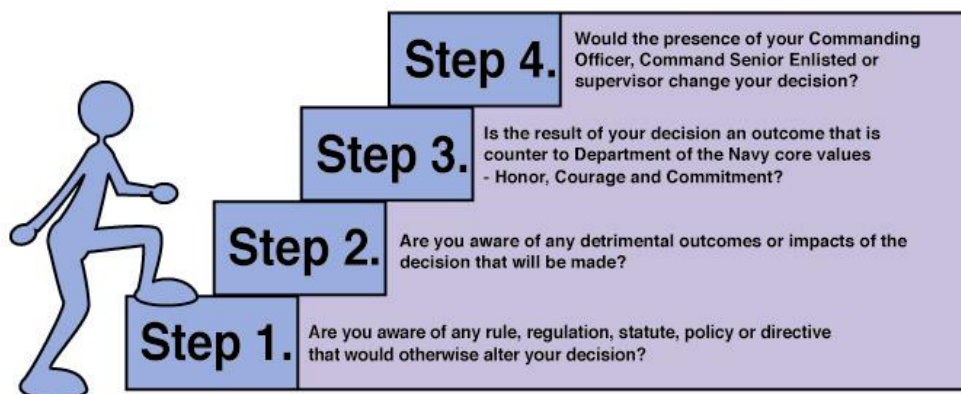 Step 4.
Would the presence of your Commanding
Officer, Command Senior Enlisted or
supervisor change your decision?
Step 3.
Is the result of your decision an outcome that is
counter to Department of the Navy core values
- Honor, Courage and Commitment?
Step 2.
Are you aware of any detrimental outcomes or impacts of the
decision that will be made?
Step 1.
Are you aware of any rule, regulation, statute, policy or directive
that would otherwise alter your decision?